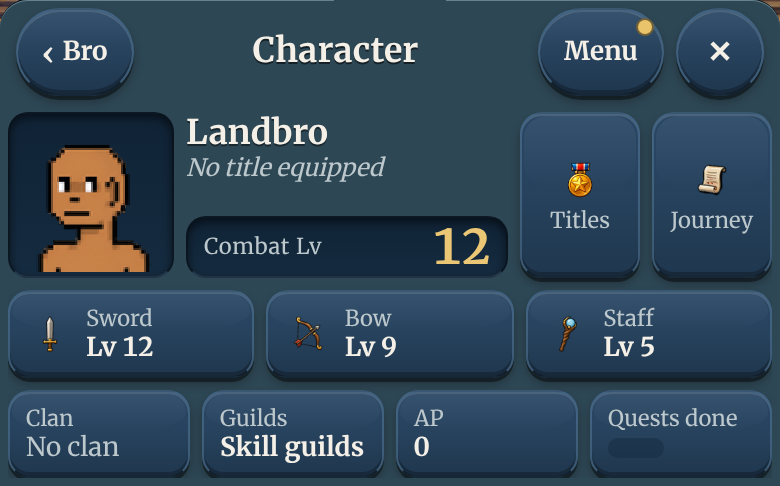 ‹ Bro
Character
Menu
×
Landbro
No title equipped
Combat Lv
12
Titles
Journey
Sword
Lv 12
Bow
Lv 9
Staff
Lv 5
Clan
No clan
Guilds
Skill guilds
AP
0
Quests done